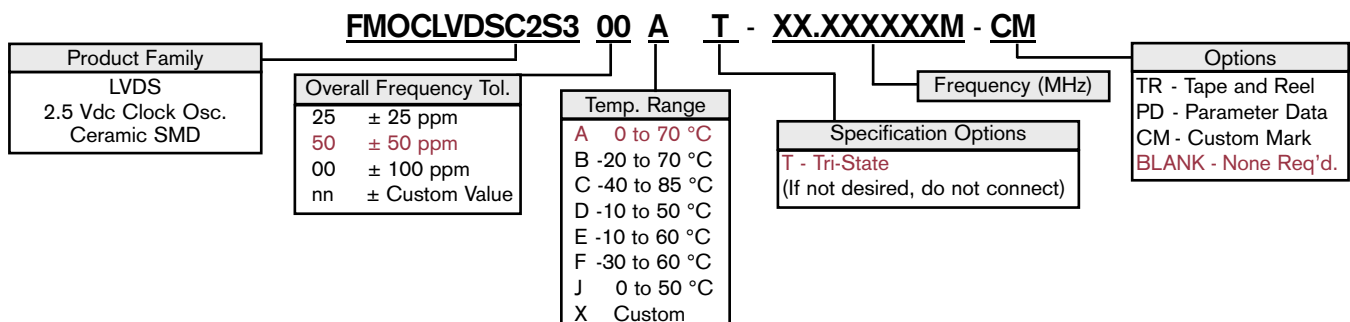 FMOCLVDSC2S3 00 A T - XX.XXXXXXM - CM
Product Family
LVDS
2.5 Vdc Clock Osc.
Ceramic SMD
Overall Frequency Tol.
25 ± 25 ppm
50 ± 50 ppm
00 ± 100 ppm
nn ± Custom Value
Temp. Range
A 0 to 70 °C
B -20 to 70 °C
C -40 to 85 °C
D -10 to 50 °C
E -10 to 60 °C
F -30 to 60 °C
J 0 to 50 °C
X Custom
Specification Options
T - Tri-State
(If not desired, do not connect)
Frequency (MHz)
Options
TR - Tape and Reel
PD - Parameter Data
CM - Custom Mark
BLANK - None Req'd.